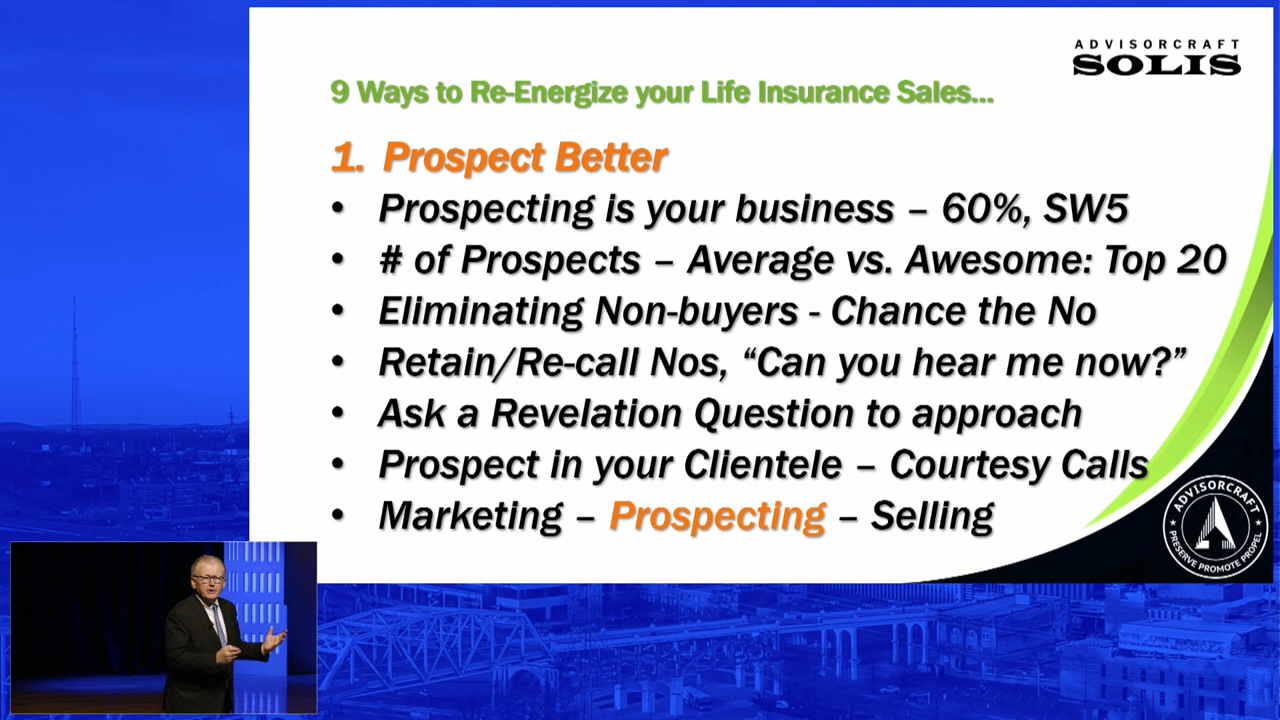 ADVISORCRAFT
SOLIS
9 Ways to Re-Energize your Life Insurance Sales...
1. Prospect Better
• Prospecting is your business – 60%, SW5
• # of Prospects – Average vs. Awesome: Top 20
• Eliminating Non-buyers - Chance the No
• Retain/Re-call Nos, “Can you hear me now?”
• Ask a Revelation Question to approach
• Prospect in your Clientele – Courtesy Calls
• Marketing – Prospecting – Selling
ADVISORCRAFT
PRESERVE PROMOTE PROPEL